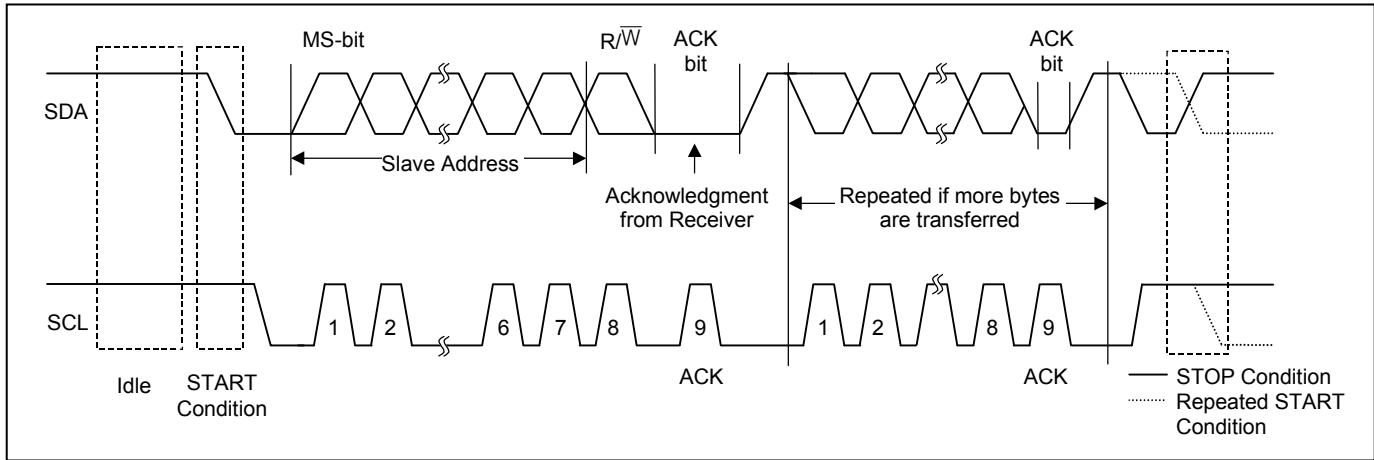 MS-bit
R/W̅
ACK
bit
ACK
bit
SDA
Slave Address
Acknowledgment
from Receiver
Repeated if more bytes
are transferred
SCL
1
2
6
7
8
9
1
2
8
9
Idle
START
Condition
ACK
ACK
STOP Condition
Repeated START
Condition